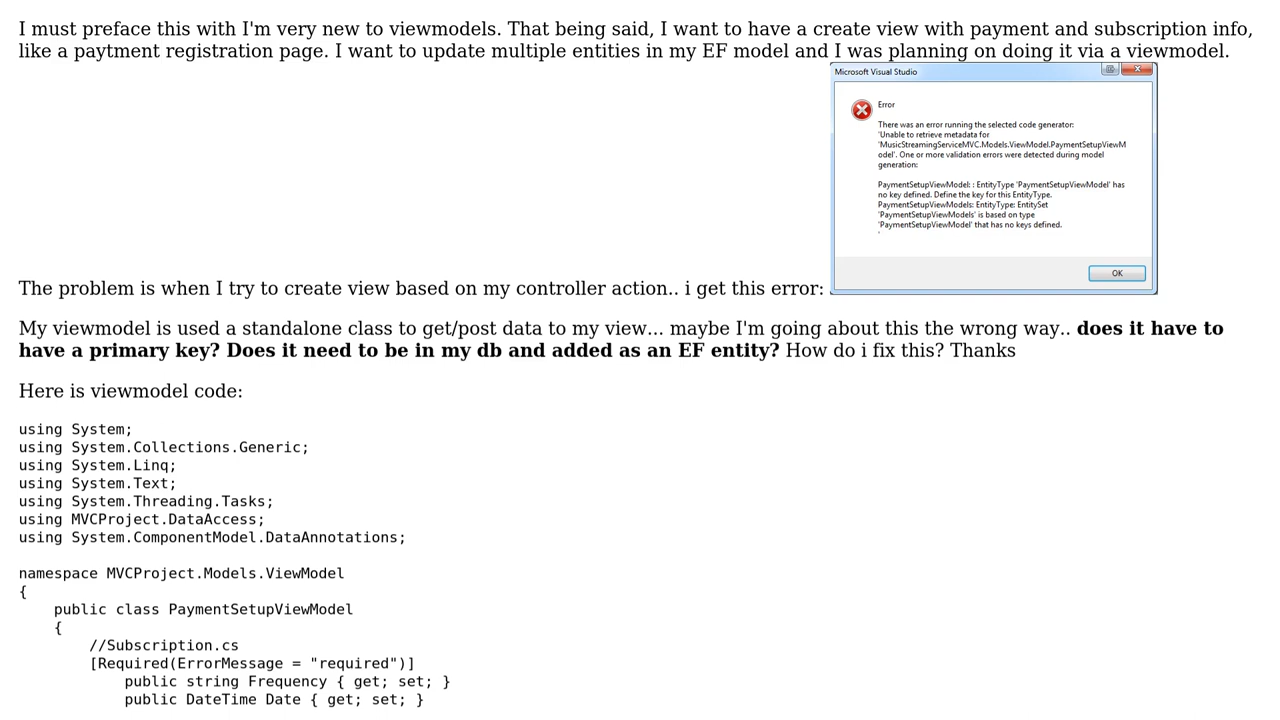 I must preface this with I'm very new to viewmodels. That being said, I want to have a create view with payment and subscription info,
like a paytment registration page. I want to update multiple entities in my EF model and I was planning on doing it via a viewmodel.
Microsoft Visual Studio
Error
There was an error running the selected code generator:
'Unable to retrieve metadata for
'MusicStreamingServiceMVC.Models.ViewModel.PaymentSetupViewM
odel'. One or more validation errors were detected during model
generation:
PaymentSetupViewModel: : EntityType 'PaymentSetupViewModel' has
no key defined. Define the key for this EntityType.
PaymentSetupViewModels: EntityType: EntitySet
'PaymentSetupViewModels' is based on type
'PaymentSetupViewModel' that has no keys defined.
'
OK
The problem is when I try to create view based on my controller action.. i get this error:
My viewmodel is used a standalone class to get/post data to my view... maybe I'm going about this the wrong way.. does it have to
have a primary key? Does it need to be in my db and added as an EF entity? How do i fix this? Thanks
Here is viewmodel code:
using System;
using System.Collections.Generic;
using System.Linq;
using System.Text;
using System.Threading.Tasks;
using MVCProject.DataAccess;
using System.ComponentModel.DataAnnotations;
namespace MVCProject.Models.ViewModel
{
public class PaymentSetupViewModel
{
//Subscription.cs
[Required(ErrorMessage = "required")]
public string Frequency { get; set; }
public DateTime Date { get; set; }